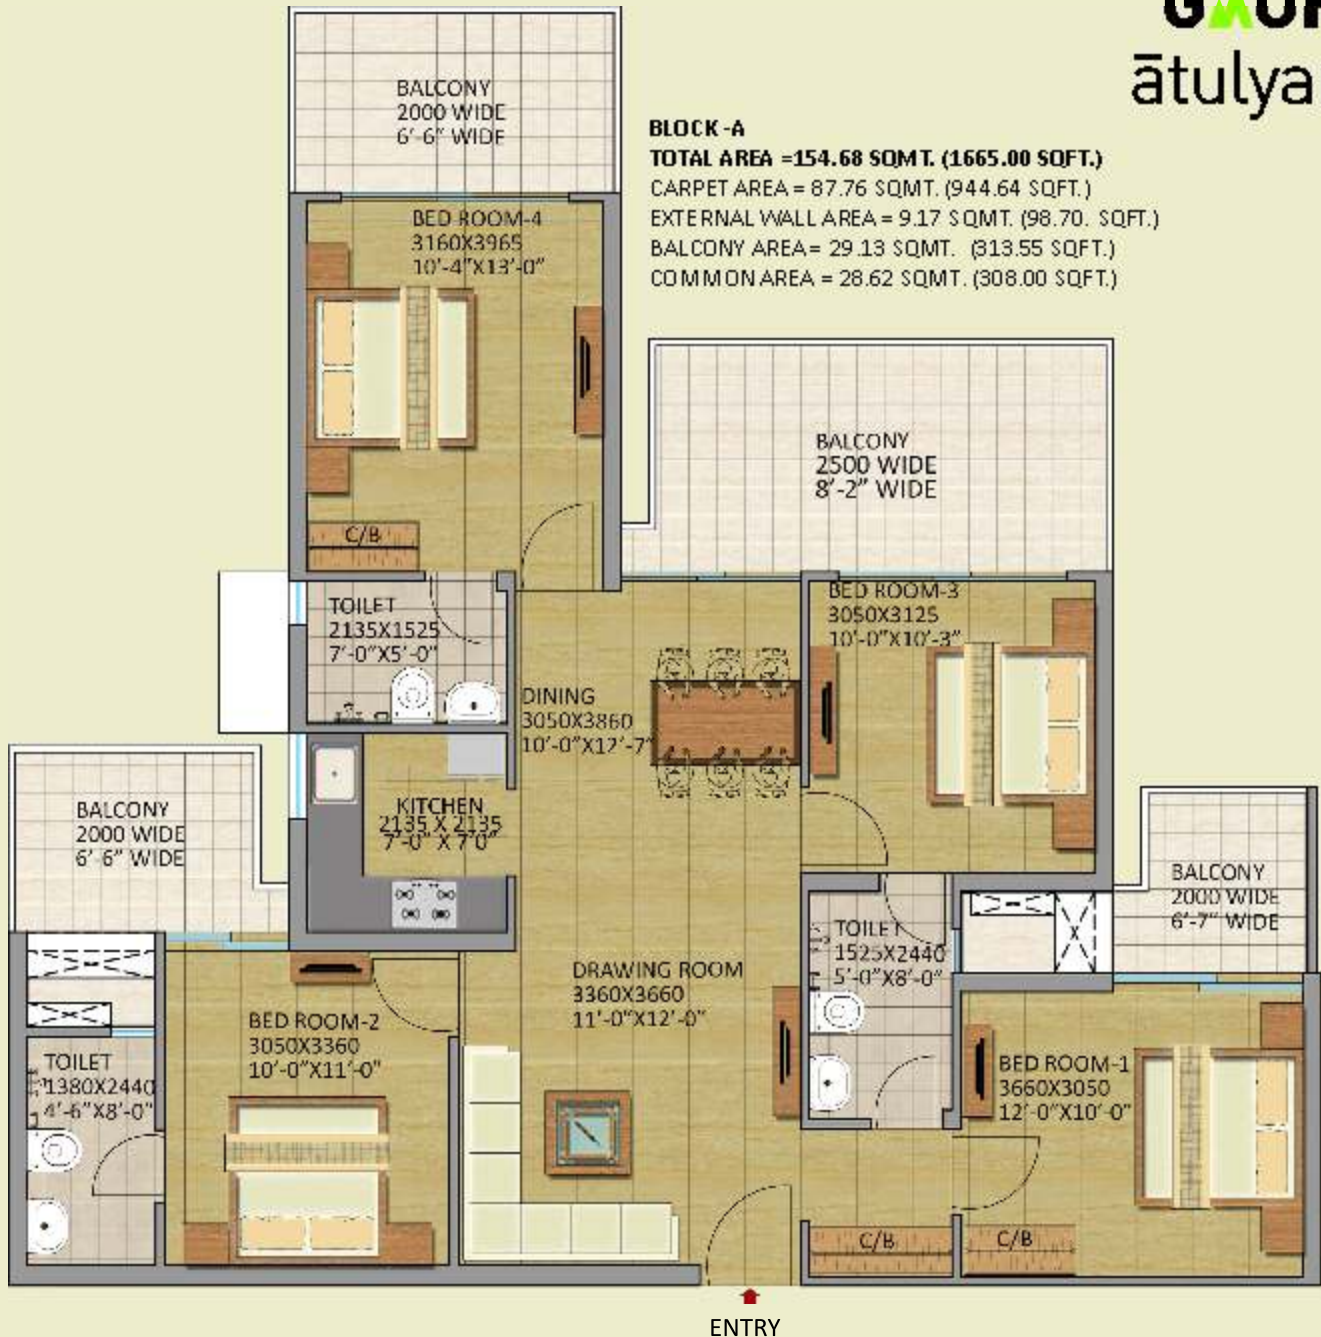 ātulya
BALCONY
2000 WIDE
6'-6" WIDE
BLOCK -A
TOTAL AREA =154.68 SQMT. (1665.00 SQFT.)
CARPET AREA = 87.76 SQMT. (944.64 SQFT.)
EXTERNAL WALL AREA = 9.17 SQMT. (98.70. SQFT.)
BALCONY AREA= 29.13 SQMT. (313.55 SQFT.)
COMMON AREA = 28.62 SQMT. (308.00 SQFT.)
BED ROOM-4
3160X3965
10'-4"X13'-0"
BALCONY
2500 WIDE
8'-2" WIDE
C/B
TOILET
2135X1525
7'-0"X5'-0"
BED ROOM-3
3050X3125
10'-0"X10'-3"
DINING
3050X3860
10'-0"X12'-7"
BALCONY
2000 WIDE
6'-6" WIDE
KITCHEN
2135 X 2135
7'-0" X 7'0"
BALCONY
2000 WIDE
6'-7" WIDE
TOILET
1525X2440
5'-0"X8'-0"
DRAWING ROOM
3360X3660
11'-0"X12'-0"
BED ROOM-2
3050X3360
10'-0"X11'-0"
TOILET
1380X2440
4'-6"X8'-0"
BED ROOM-1
3660X3050
12'-0"X10'-0"
C/B
C/B
ENTRY